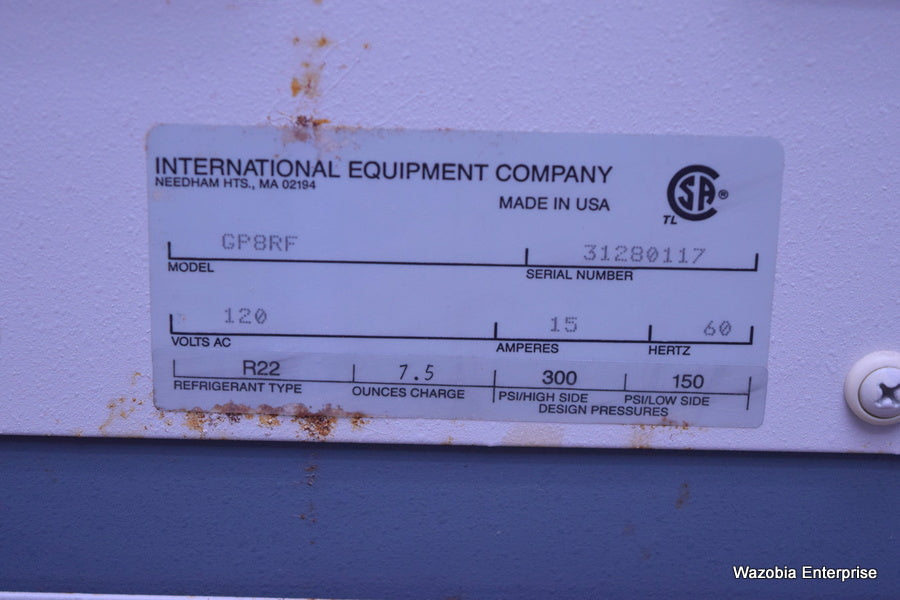 INTERNATIONAL EQUIPMENT COMPANY
NEEDHAM HTS., MA 02194
MADE IN USA
SA ®
TL
GP8RF 31280117
MODEL SERIAL NUMBER
120 15 60
VOLTS AC AMPERES HERTZ
R22 7.5 300 150
REFRIGERANT TYPE OUNCES CHARGE PSI/HIGH SIDE PSI/LOW SIDE
DESIGN PRESSURES
Wazobia Enterprise